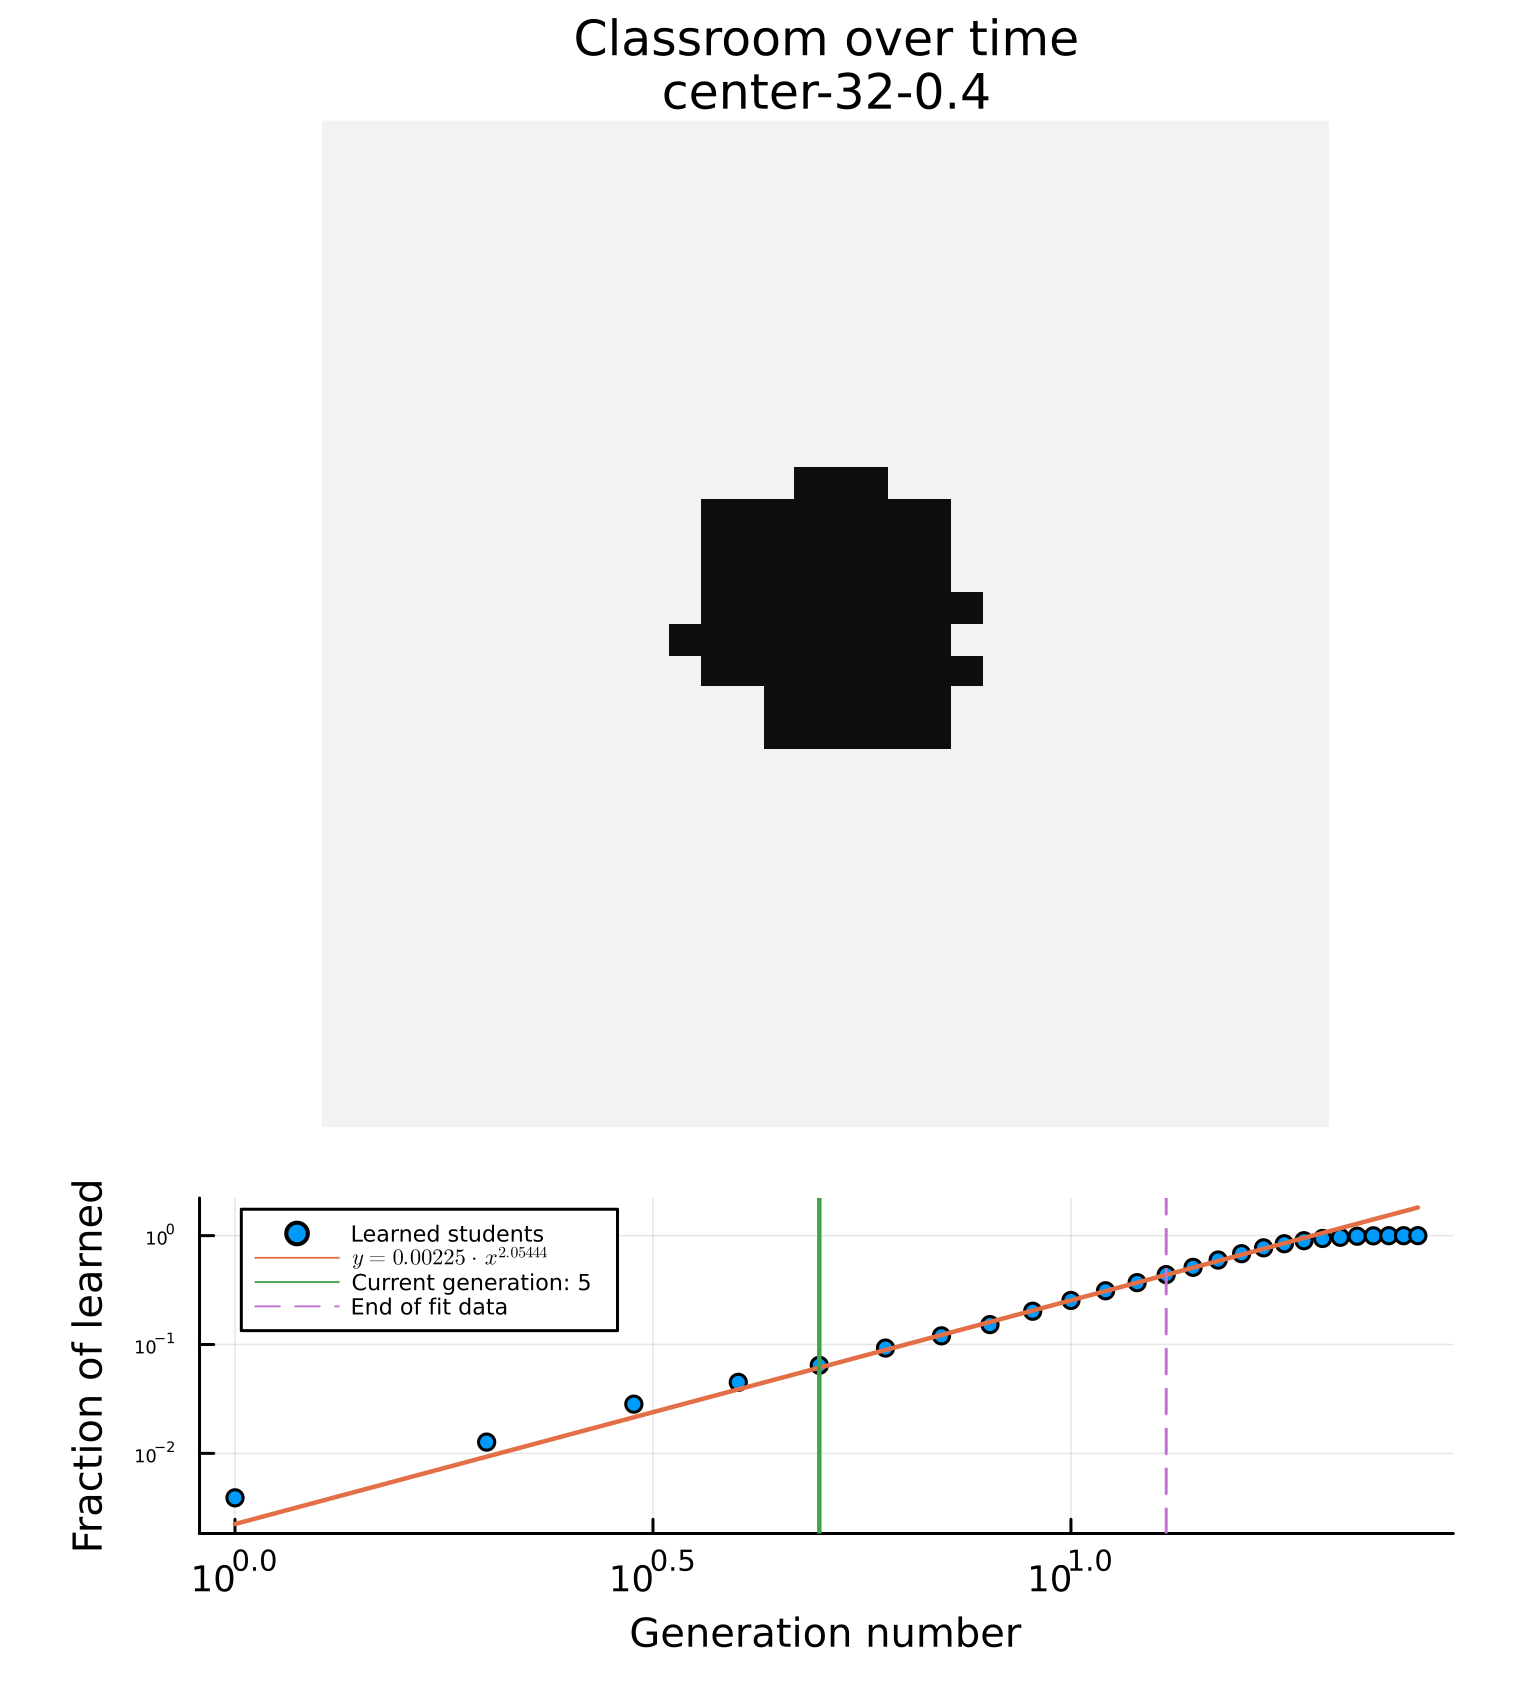 Classroom over time
center-32-0.4
Fraction of learned
10⁰
10⁻¹
10⁻²
Learned students
y = 0.00225 · x^2.05444
Current generation: 5
End of fit data
10^0.0
10^0.5
10^1.0
Generation number